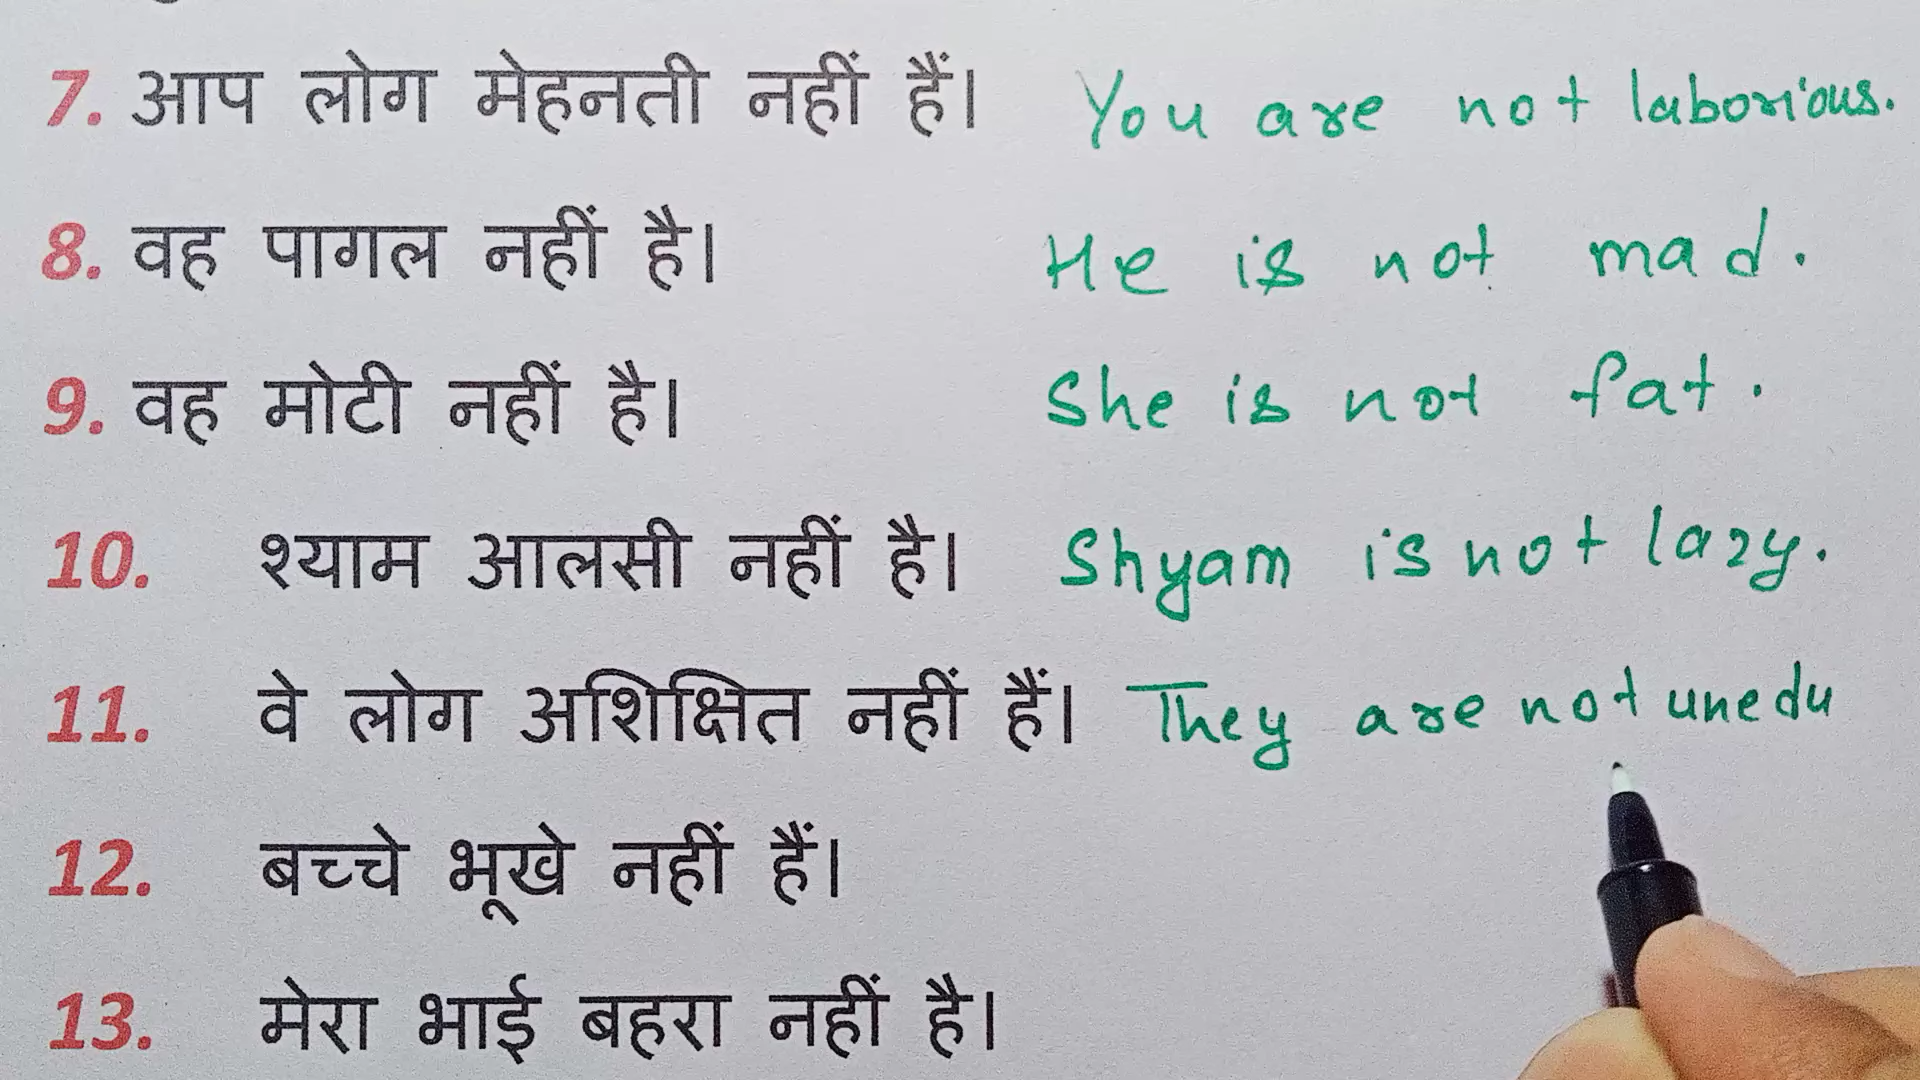 7. आप लोग मेहनती नहीं हैं। You are not laborious.
8. वह पागल नहीं है। He is not mad.
9. वह मोटी नहीं है। She is not fat.
10. श्याम आलसी नहीं है। Shyam is not lazy.
11. वे लोग अशिक्षित नहीं हैं। They are not unedu
12. बच्चे भूखे नहीं हैं।
13. मेरा भाई बहरा नहीं है।